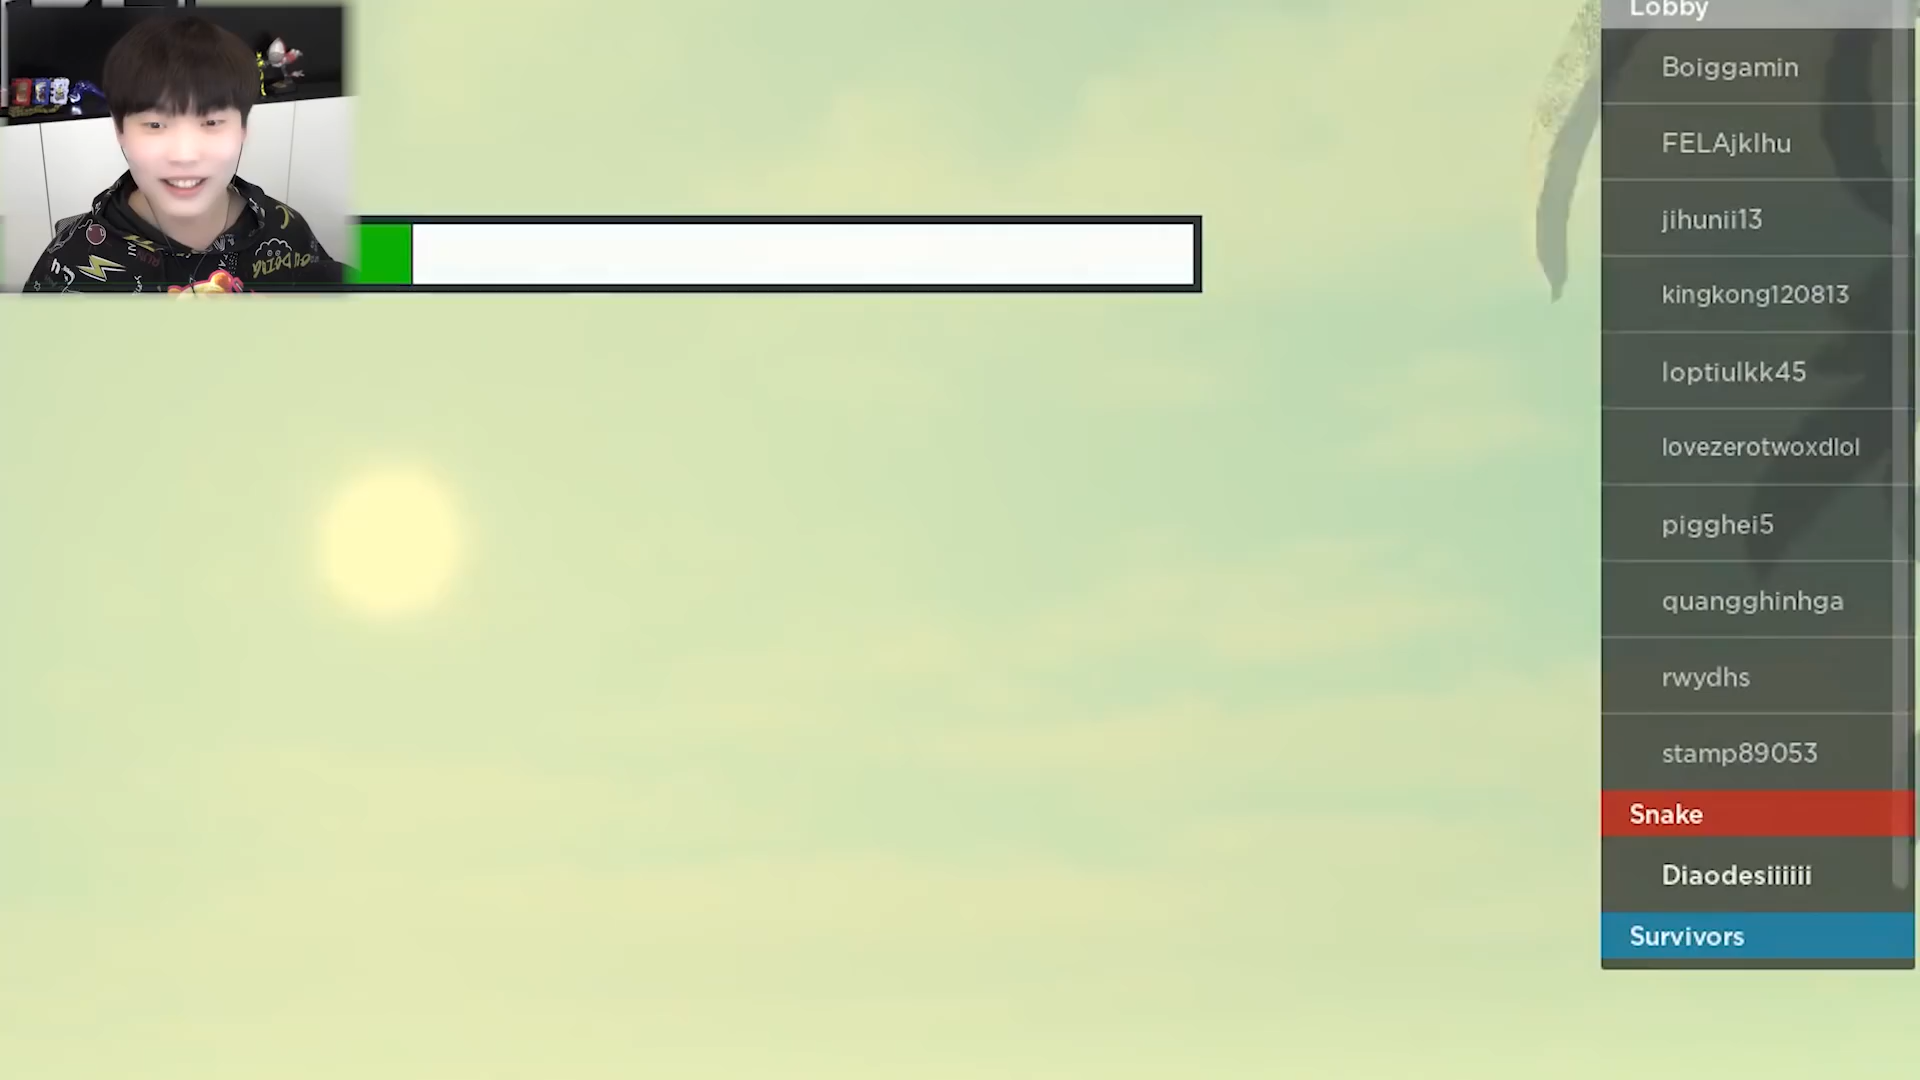 Lobby
Boiggamin
FELAjklhu
jihunii13
kingkong120813
loptiulkk45
lovezerotwoxdlol
pigghei5
quangghinhga
rwydhs
stamp89053
Snake
Diaodesiiiiii
Survivors